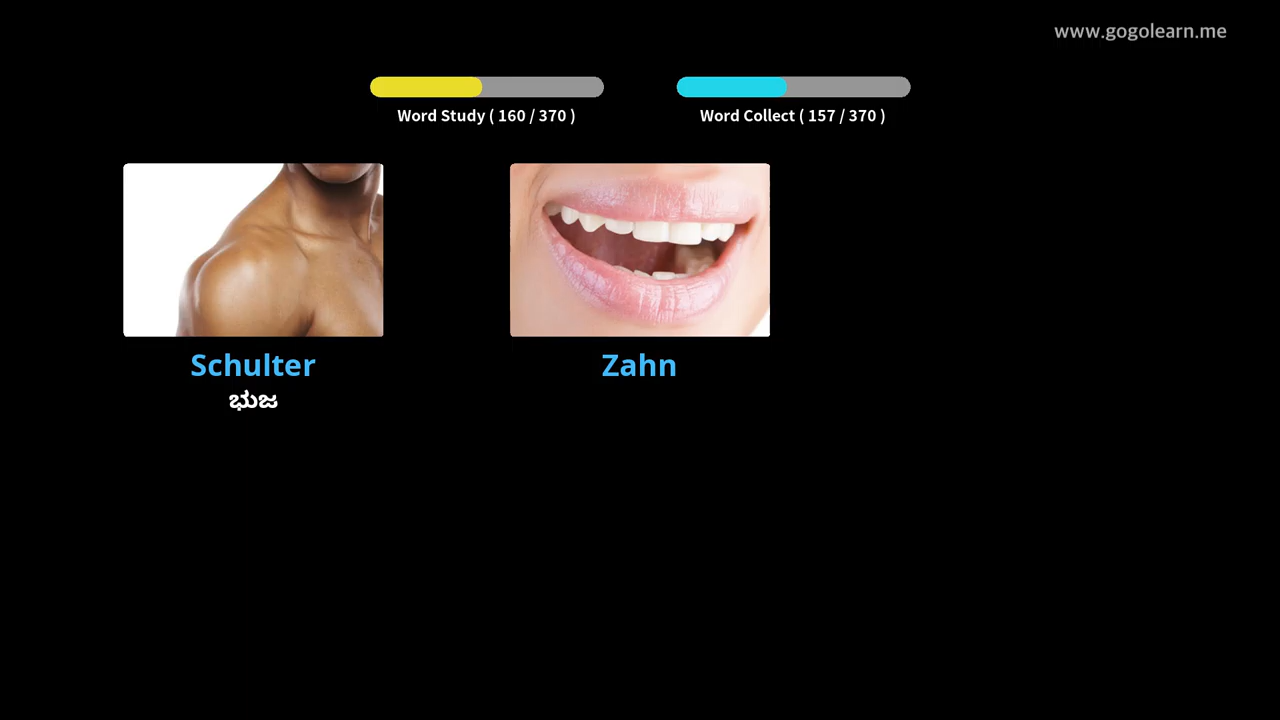 www.gogolearn.me
Word Study ( 160 / 370 )
Word Collect ( 157 / 370 )
Schulter
ಭುಜ
Zahn